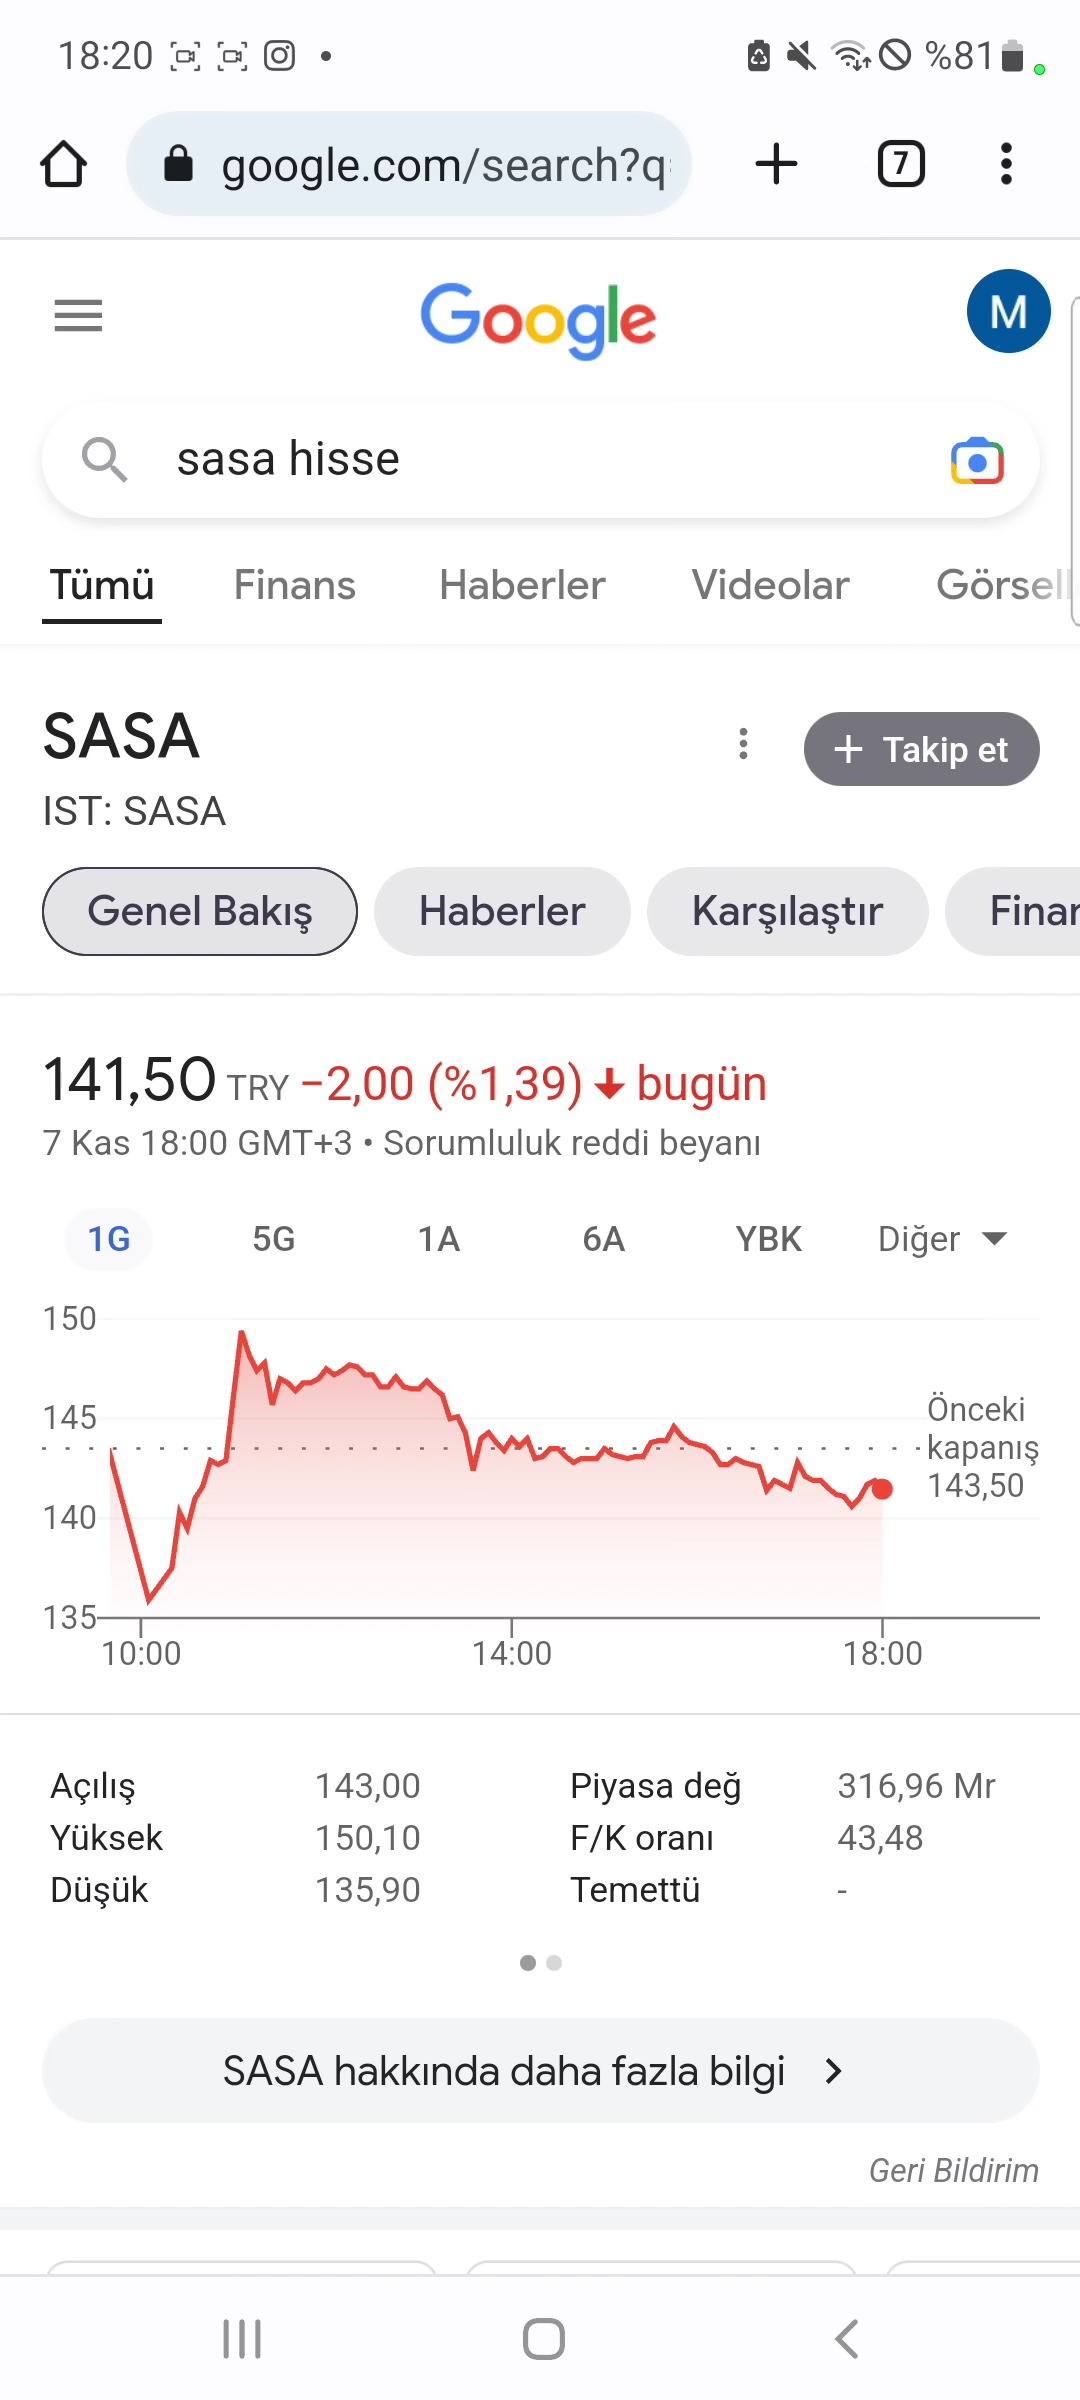 18:20
%81
google.com/search?q
7
Google
M
sasa hisse
Tümü Finans Haberler Videolar Görsell
SASA
+ Takip et
IST: SASA
Genel Bakış Haberler Karşılaştır Finan
141,50 TRY −2,00 (%1,39) ↓ bugün
7 Kas 18:00 GMT+3 • Sorumluluk reddi beyanı
1G 5G 1A 6A YBK Diğer
150
145
140
135
Önceki
kapanış
143,50
10:00 14:00 18:00
Açılış 143,00 Piyasa değ 316,96 Mr
Yüksek 150,10 F/K oranı 43,48
Düşük 135,90 Temettü -
SASA hakkında daha fazla bilgi
Geri Bildirim